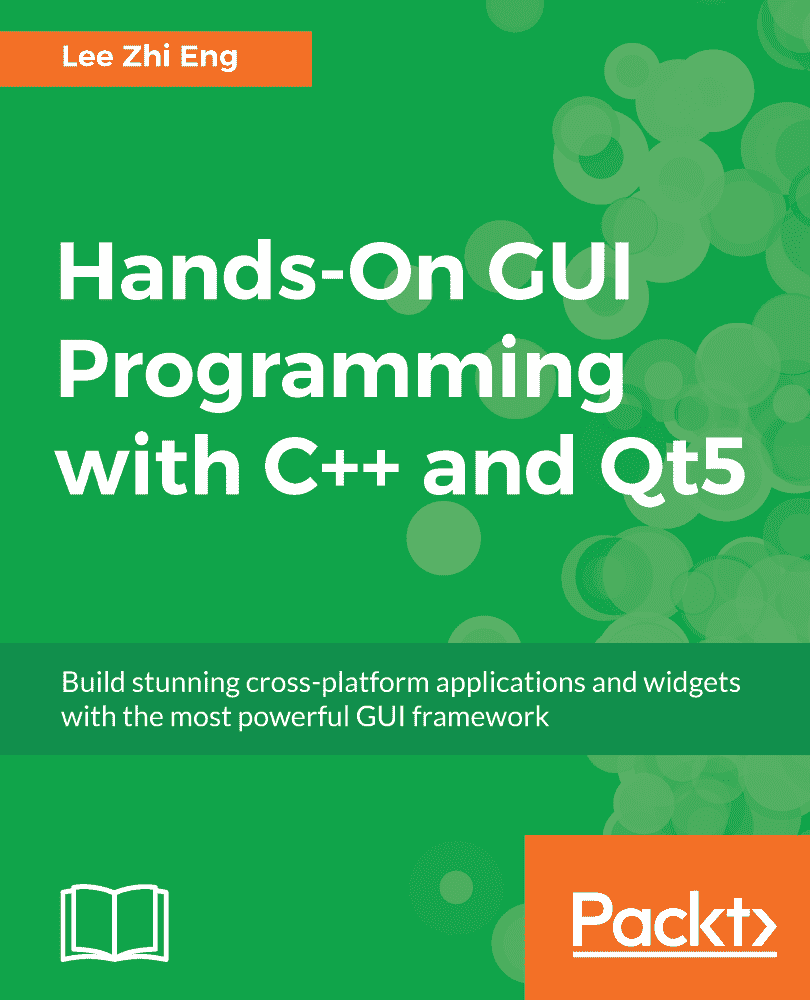 Lee Zhi Eng
Hands-On GUI
Programming
with C++ and Qt5
Build stunning cross-platform applications and widgets
with the most powerful GUI framework
Packt>